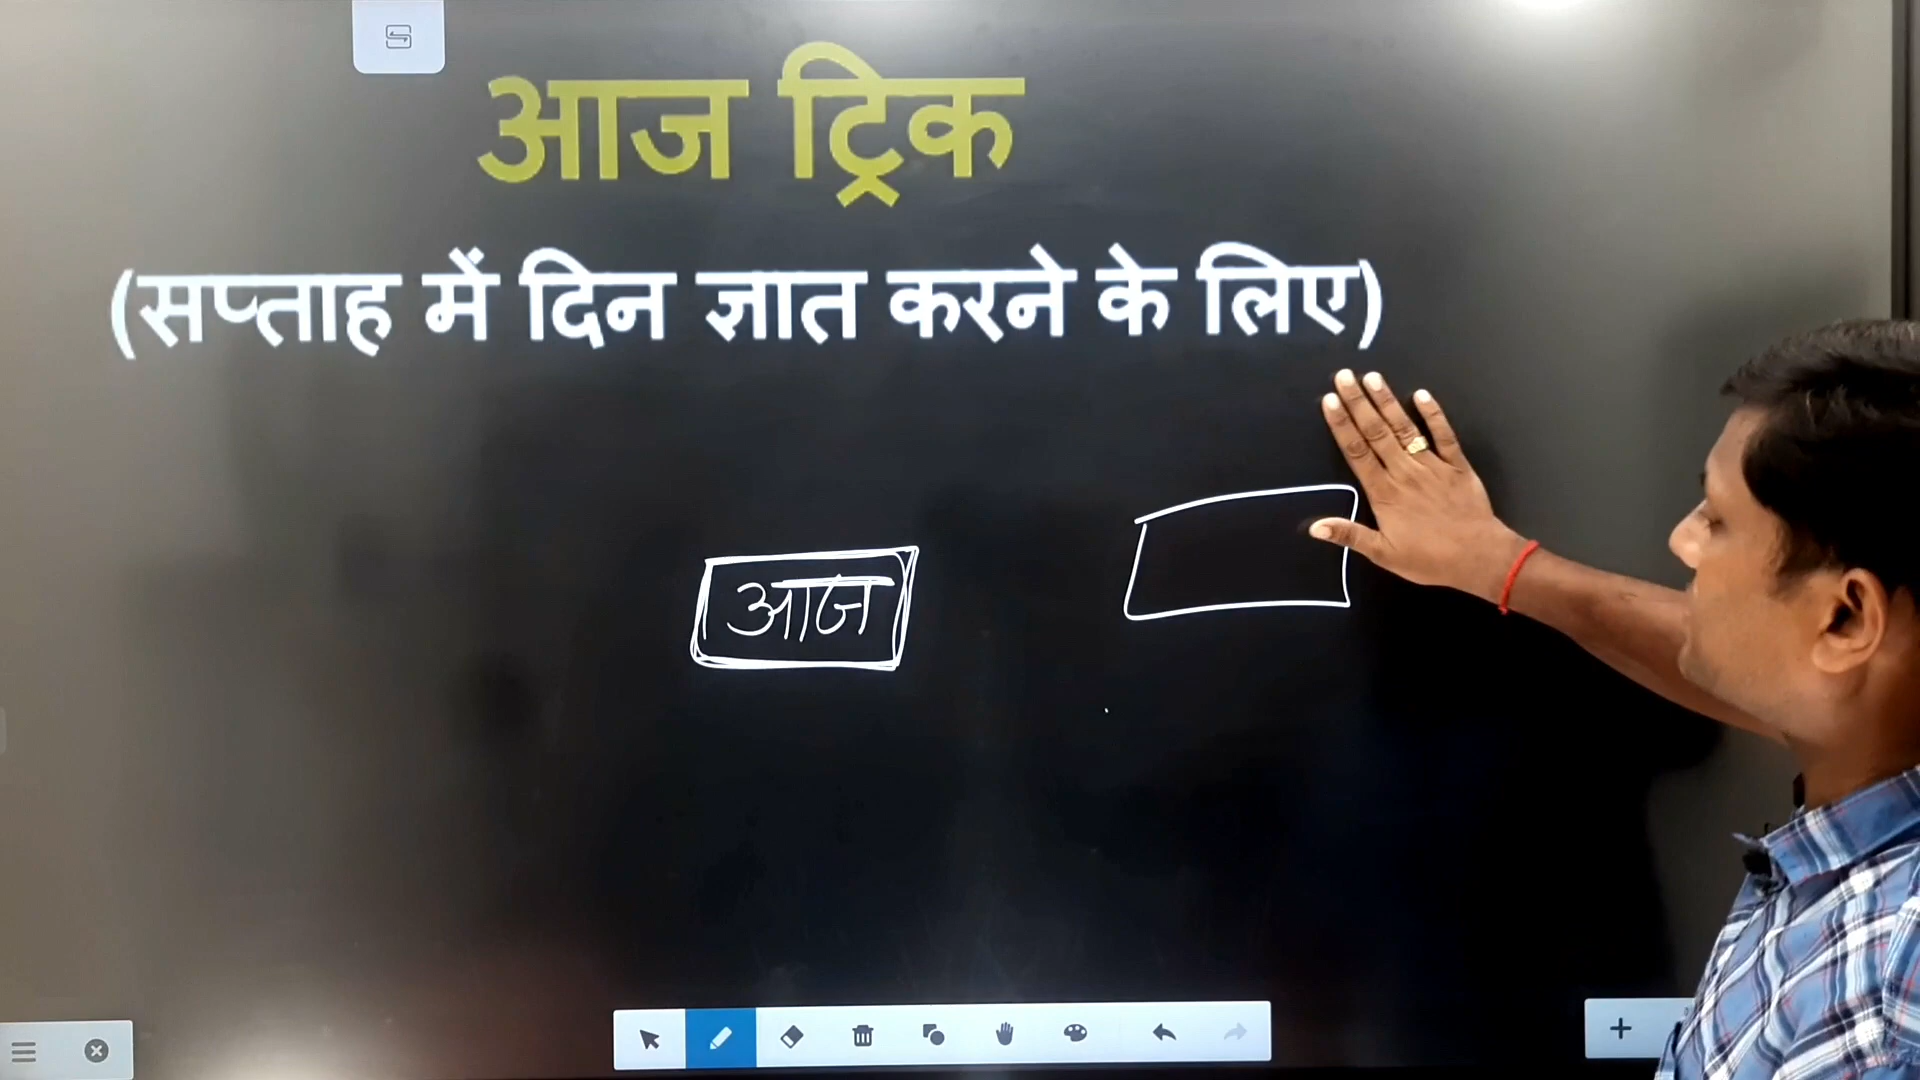 आज ट्रिक
(सप्ताह में दिन ज्ञात करने के लिए)
आज